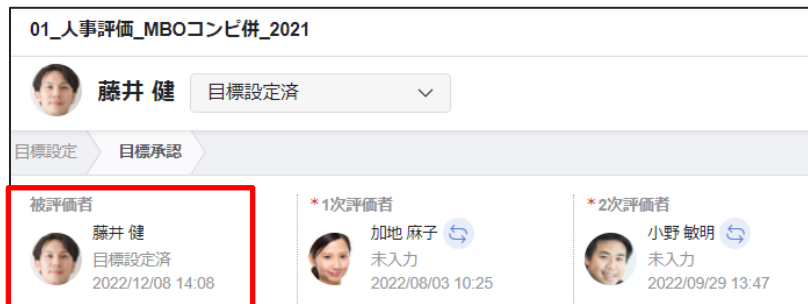 01_人事評価_MBOコンピ併_2021
藤井 健 目標設定済
目標設定 目標承認
被評価者 *1次評価者 *2次評価者
藤井 健 加地 麻子 小野 敏明
目標設定済 未入力 未入力
2022/12/08 14:08 2022/08/03 10:25 2022/09/29 13:47